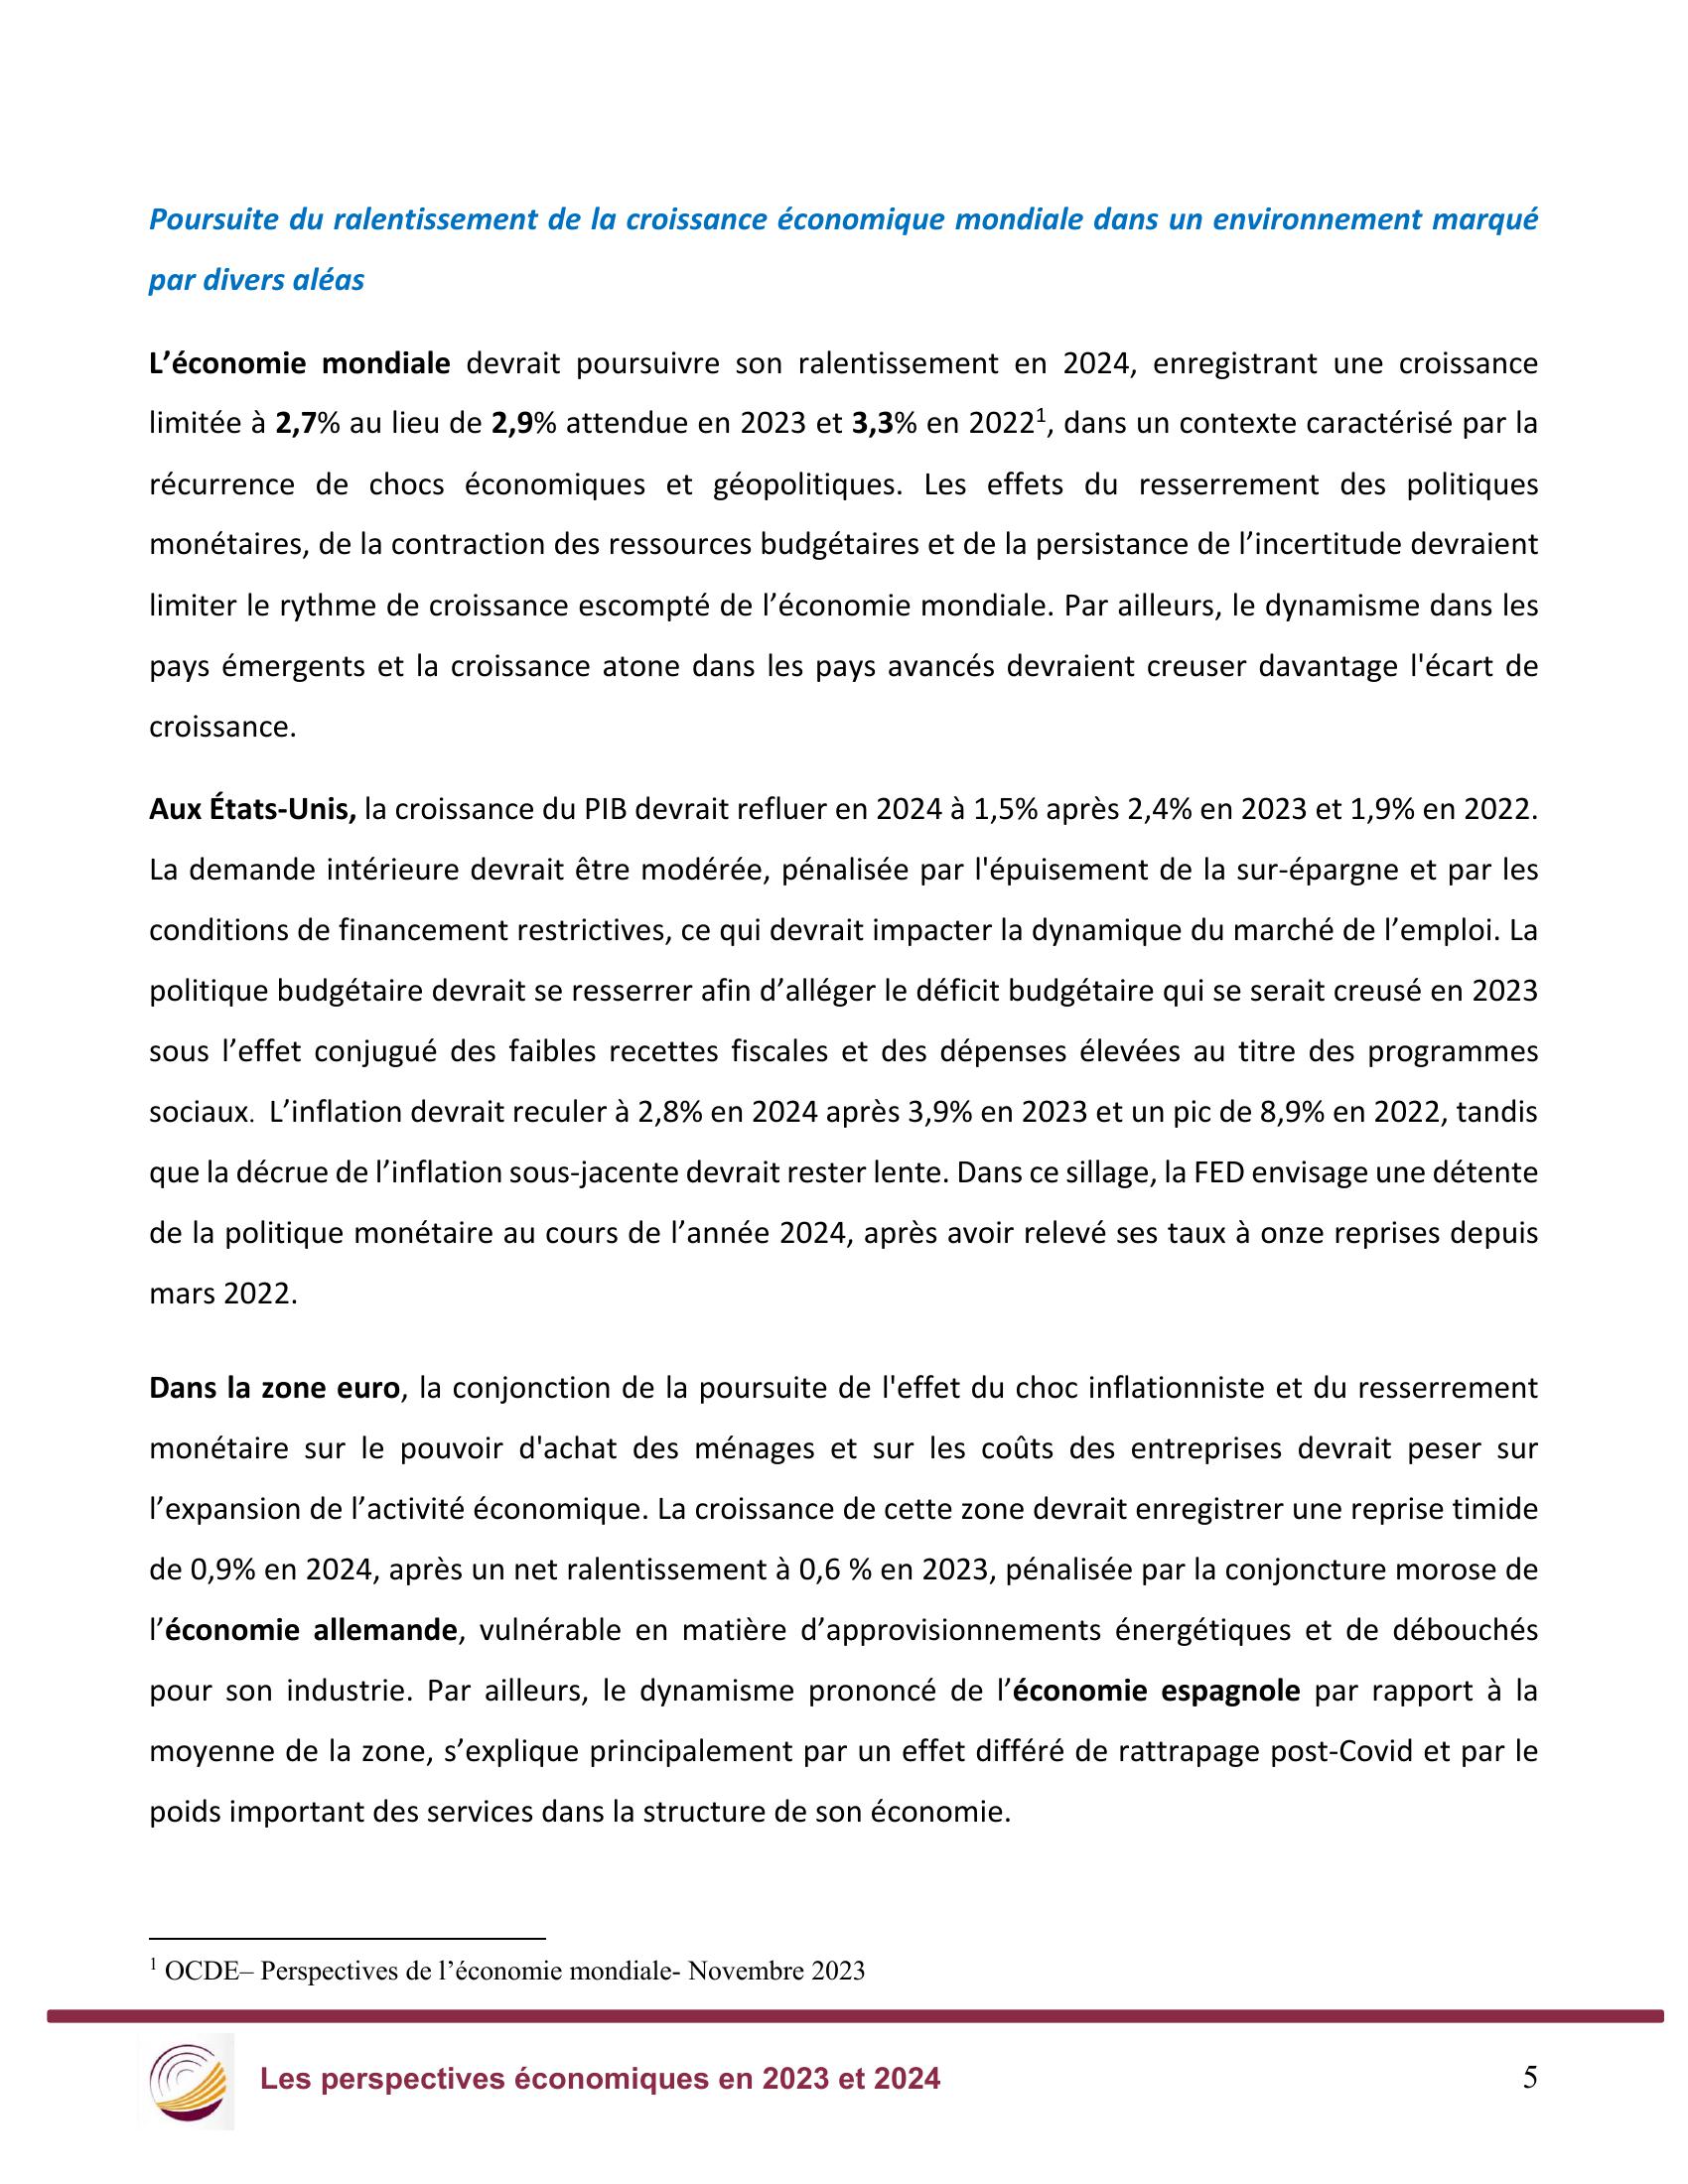 Poursuite du ralentissement de la croissance économique mondiale dans un environnement marqué
par divers aléas
L’économie mondiale devrait poursuivre son ralentissement en 2024, enregistrant une croissance
limitée à 2,7% au lieu de 2,9% attendue en 2023 et 3,3% en 2022¹, dans un contexte caractérisé par la
récurrence de chocs économiques et géopolitiques. Les effets du resserrement des politiques
monétaires, de la contraction des ressources budgétaires et de la persistance de l’incertitude devraient
limiter le rythme de croissance escompté de l’économie mondiale. Par ailleurs, le dynamisme dans les
pays émergents et la croissance atone dans les pays avancés devraient creuser davantage l'écart de
croissance.
Aux États-Unis, la croissance du PIB devrait refluer en 2024 à 1,5% après 2,4% en 2023 et 1,9% en 2022.
La demande intérieure devrait être modérée, pénalisée par l'épuisement de la sur-épargne et par les
conditions de financement restrictives, ce qui devrait impacter la dynamique du marché de l’emploi. La
politique budgétaire devrait se resserrer afin d’alléger le déficit budgétaire qui se serait creusé en 2023
sous l’effet conjugué des faibles recettes fiscales et des dépenses élevées au titre des programmes
sociaux. L’inflation devrait reculer à 2,8% en 2024 après 3,9% en 2023 et un pic de 8,9% en 2022, tandis
que la décrue de l’inflation sous-jacente devrait rester lente. Dans ce sillage, la FED envisage une détente
de la politique monétaire au cours de l’année 2024, après avoir relevé ses taux à onze reprises depuis
mars 2022.
Dans la zone euro, la conjonction de la poursuite de l'effet du choc inflationniste et du resserrement
monétaire sur le pouvoir d'achat des ménages et sur les coûts des entreprises devrait peser sur
l’expansion de l’activité économique. La croissance de cette zone devrait enregistrer une reprise timide
de 0,9% en 2024, après un net ralentissement à 0,6 % en 2023, pénalisée par la conjoncture morose de
l’économie allemande, vulnérable en matière d’approvisionnements énergétiques et de débouchés
pour son industrie. Par ailleurs, le dynamisme prononcé de l’économie espagnole par rapport à la
moyenne de la zone, s’explique principalement par un effet différé de rattrapage post-Covid et par le
poids important des services dans la structure de son économie.
¹ OCDE– Perspectives de l’économie mondiale- Novembre 2023
Les perspectives économiques en 2023 et 2024
5